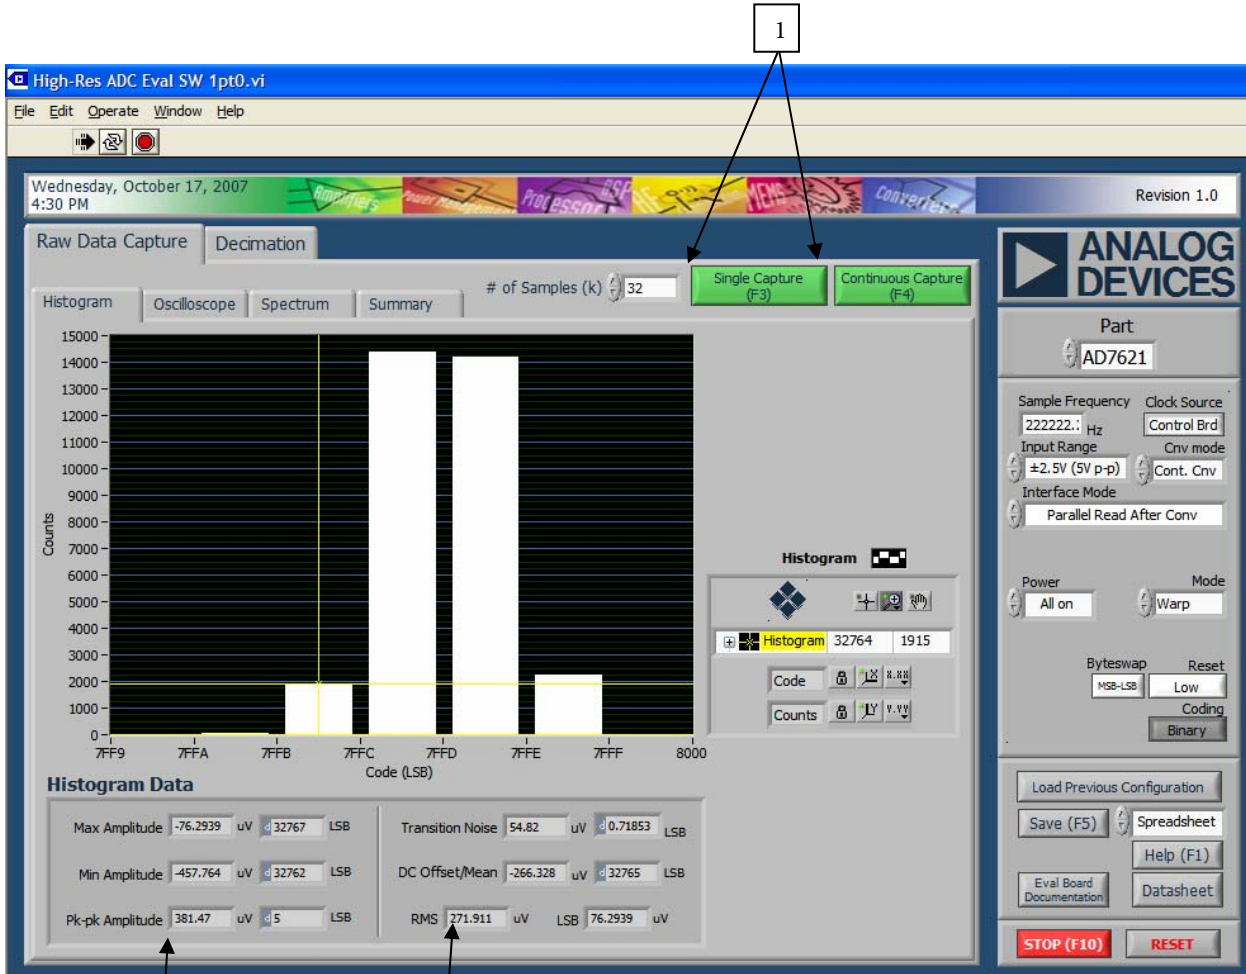 1
High-Res ADC Eval SW 1pt0.vi
File Edit Operate Window Help
Wednesday, October 17, 2007
4:30 PM
Amplifiers Power Management Processor DSP RF MEMS Converters
Revision 1.0
Raw Data Capture Decimation
# of Samples (k) 32
Single Capture
(F3)
Continuous Capture
(F4)
Histogram Oscilloscope Spectrum Summary
15000
14000
13000
12000
11000
10000
9000
8000
7000
6000
5000
4000
3000
2000
1000
0
Counts
7FF9 7FFA 7FFB 7FFC 7FFD 7FFE 7FFF 8000
Code (LSB)
Histogram
Histogram 32764 1915
Code X.XX
Counts Y.YY
Histogram Data
Max Amplitude -76.2939 uV d 32767 LSB
Min Amplitude -457.764 uV d 32762 LSB
Pk-pk Amplitude 381.47 uV d 5 LSB
Transition Noise 54.82 uV d 0.71853 LSB
DC Offset/Mean -266.328 uV d 32765 LSB
RMS 271.911 uV LSB 76.2939 uV
ANALOG
DEVICES
Part
AD7621
Sample Frequency Clock Source
222222.: Hz Control Brd
Input Range Cnv mode
±2.5V (5V p-p) Cont. Cnv
Interface Mode
Parallel Read After Conv
Power Mode
All on Warp
Byteswap Reset
MSB-LSB Low
Coding
Binary
Load Previous Configuration
Save (F5) Spreadsheet
Help (F1)
Eval Board
Documentation
Datasheet
STOP (F10) RESET